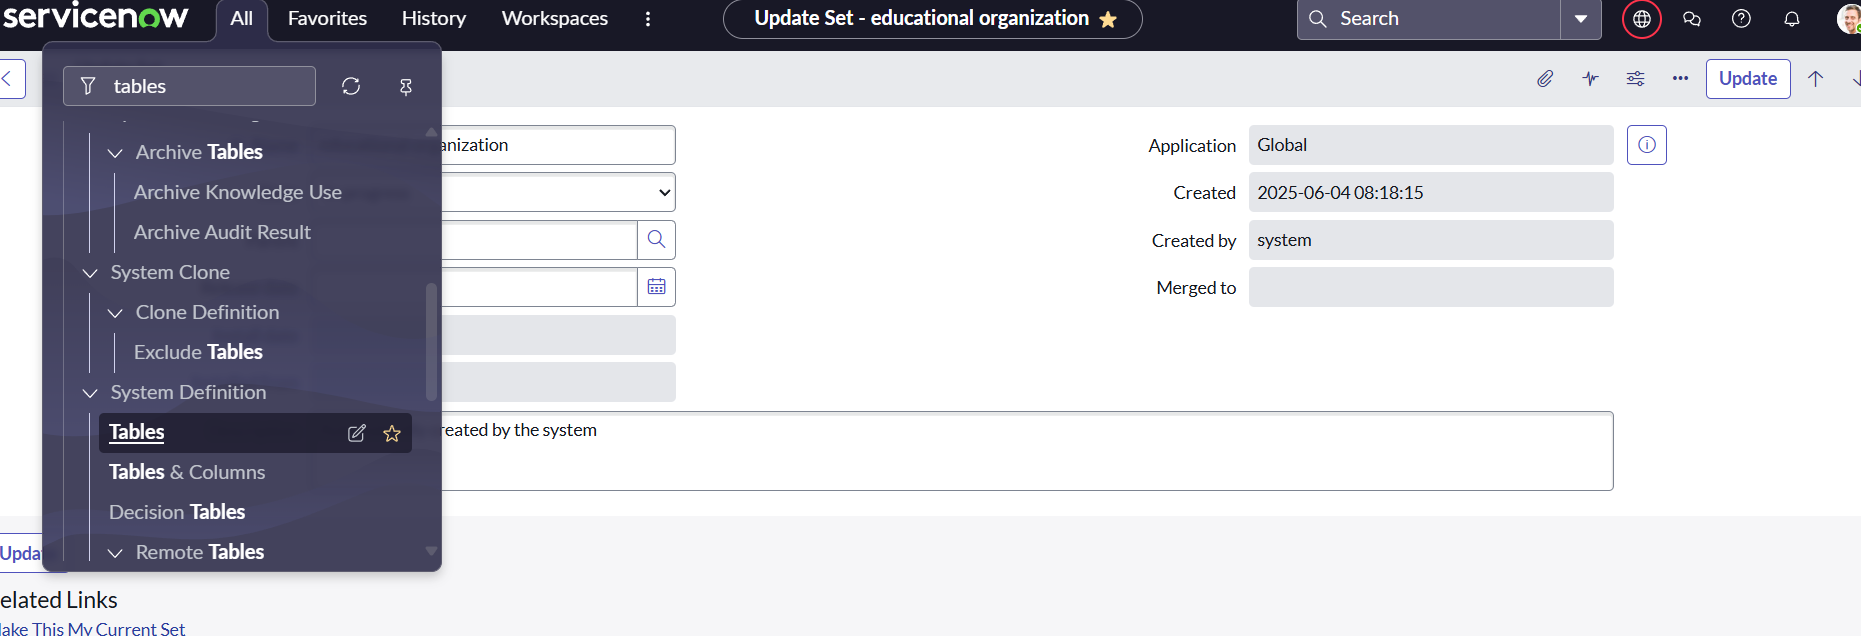 servicenow All Favorites History Workspaces Update Set - educational organization Search
tables
Update
Archive Tables
anization
Application Global
Archive Knowledge Use
Created 2025-06-04 08:18:15
Archive Audit Result
Created by system
System Clone
Merged to
Clone Definition
Exclude Tables
System Definition
Tables
reated by the system
Tables & Columns
Decision Tables
Remote Tables
Upda
elated Links
lake This My Current Set